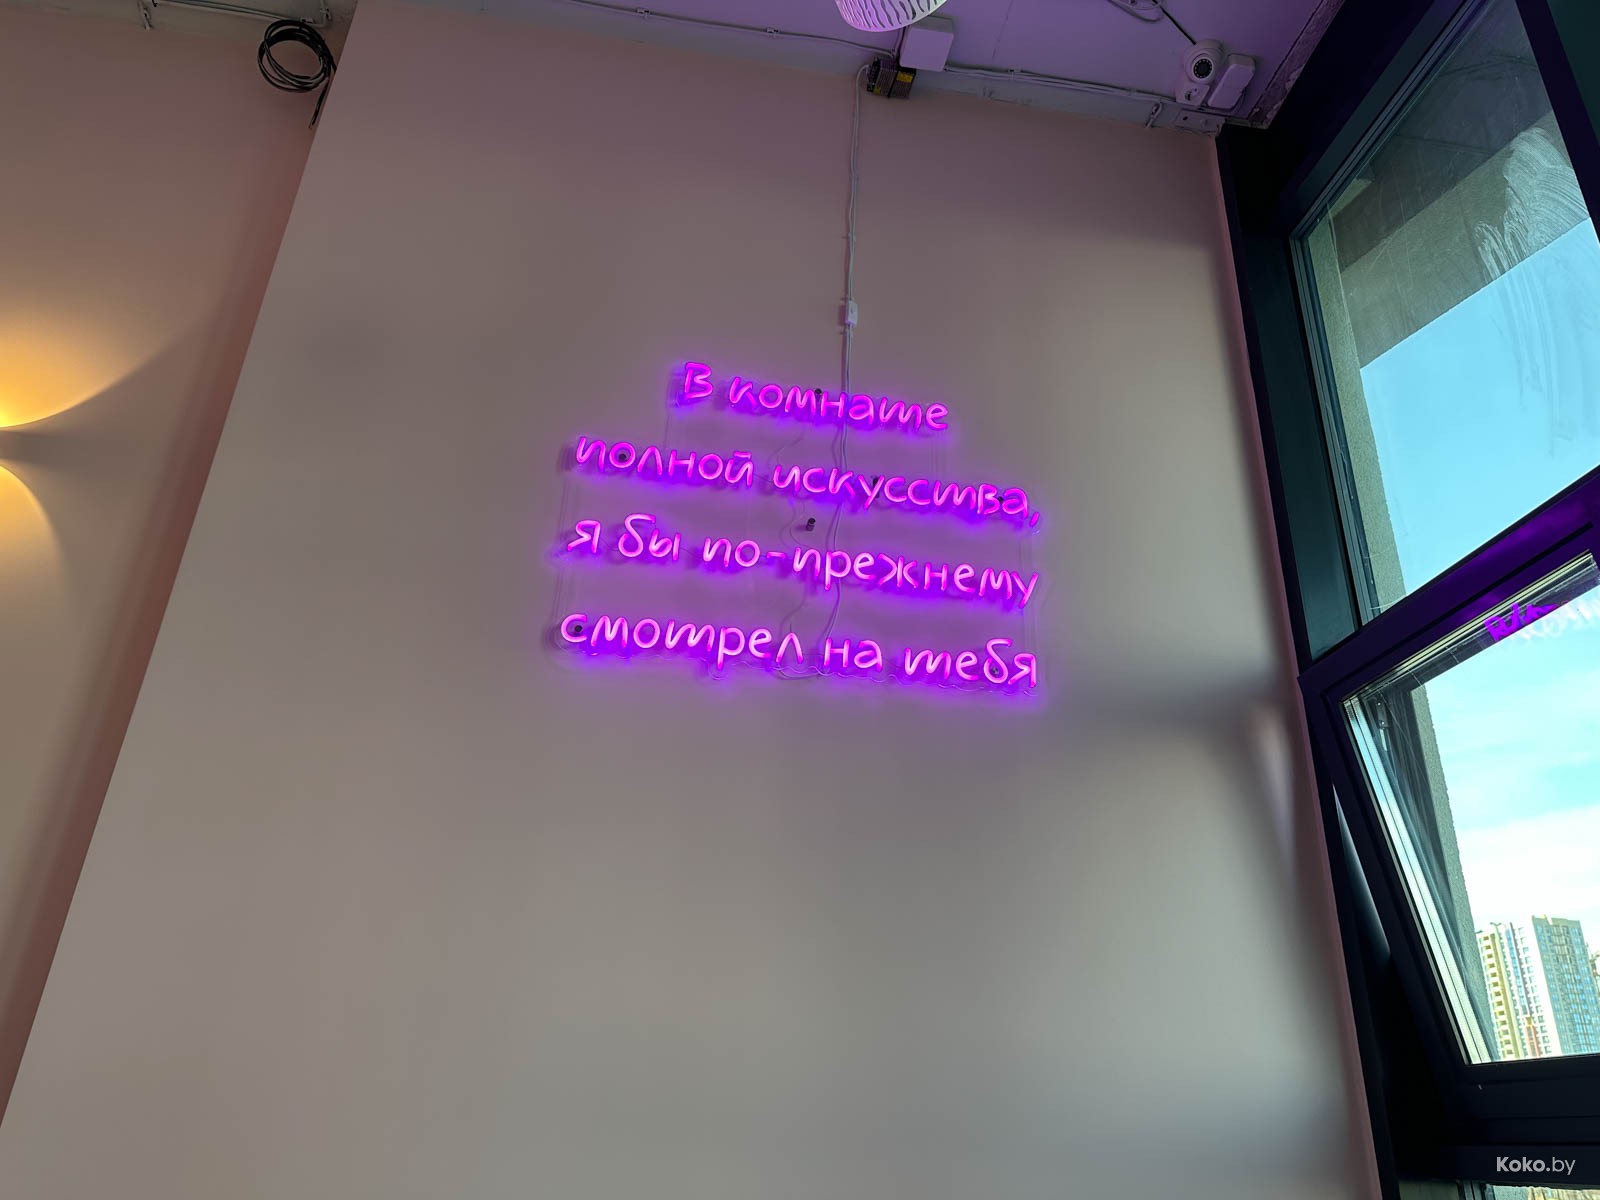 В комнате
полной искусства,
я бы по-прежнему
смотрел на тебя
Koko.by